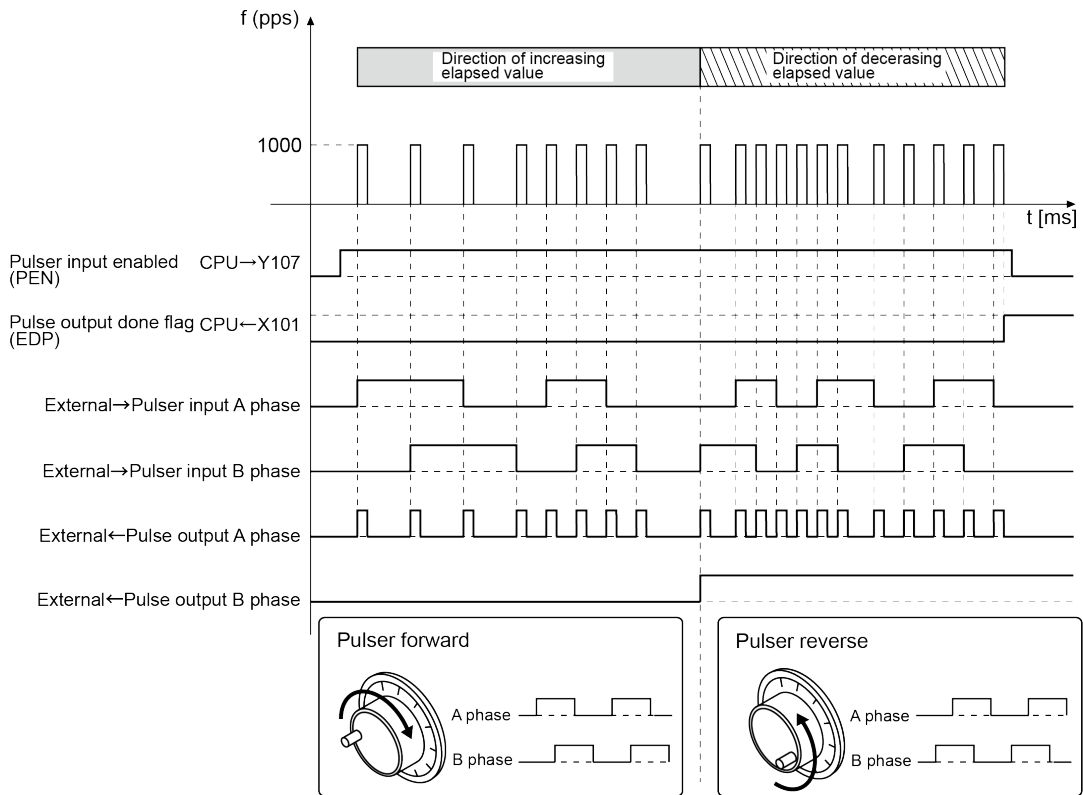 f (pps)
Direction of increasing
elapsed value
Direction of decerasing
elapsed value
1000
t [ms]
Pulser input enabled CPU→Y107
(PEN)
Pulse output done flag CPU←X101
(EDP)
External→Pulser input A phase
External→Pulser input B phase
External←Pulse output A phase
External←Pulse output B phase
Pulser forward
A phase
B phase
Pulser reverse
A phase
B phase